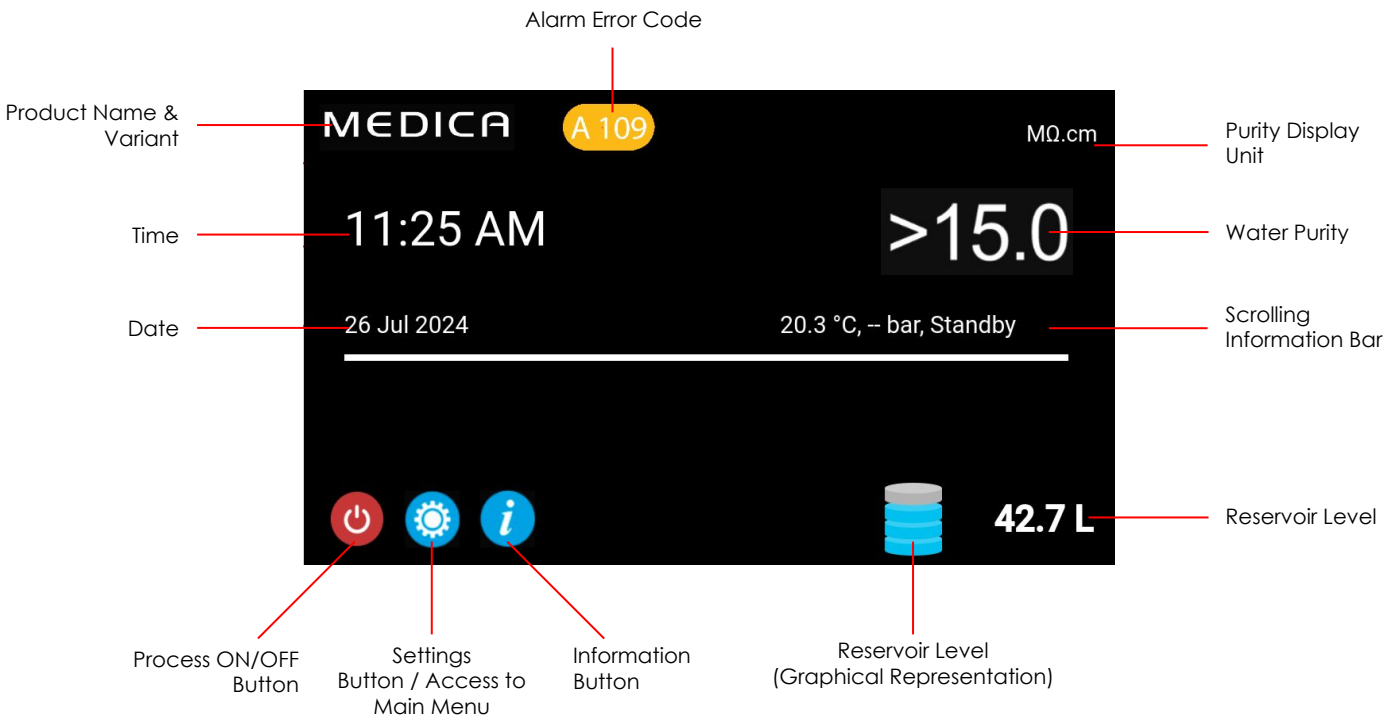 Alarm Error Code
Product Name &
Variant
MEDICA
A 109
MΩ.cm
Purity Display
Unit
Time
11:25 AM
>15.0
Water Purity
Date
26 Jul 2024
20.3 °C, -- bar, Standby
Scrolling
Information Bar
i
42.7 L
Reservoir Level
Process ON/OFF
Button
Settings
Button / Access to
Main Menu
Information
Button
Reservoir Level
(Graphical Representation)